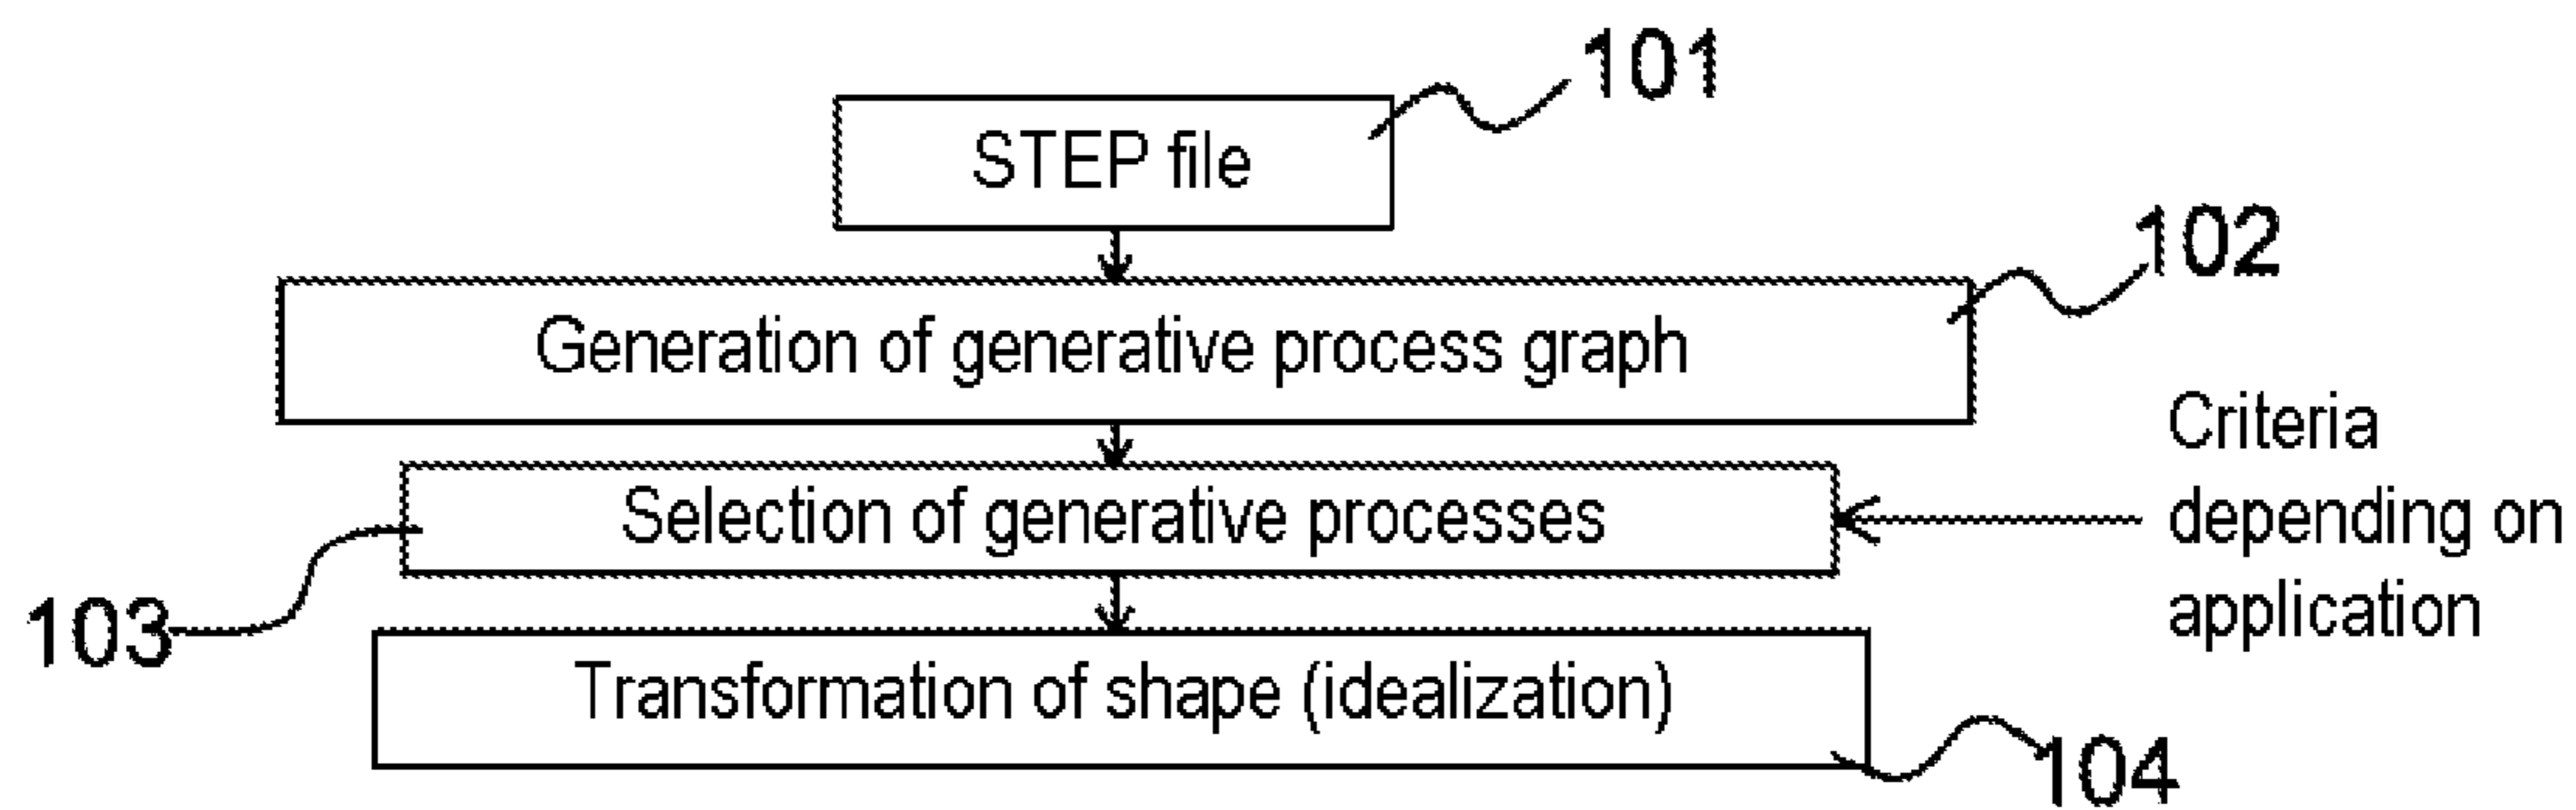 101
STEP file
102
Generation of generative process graph
Criteria
depending on
application
Selection of generative processes
103
Transformation of shape (idealization)
104